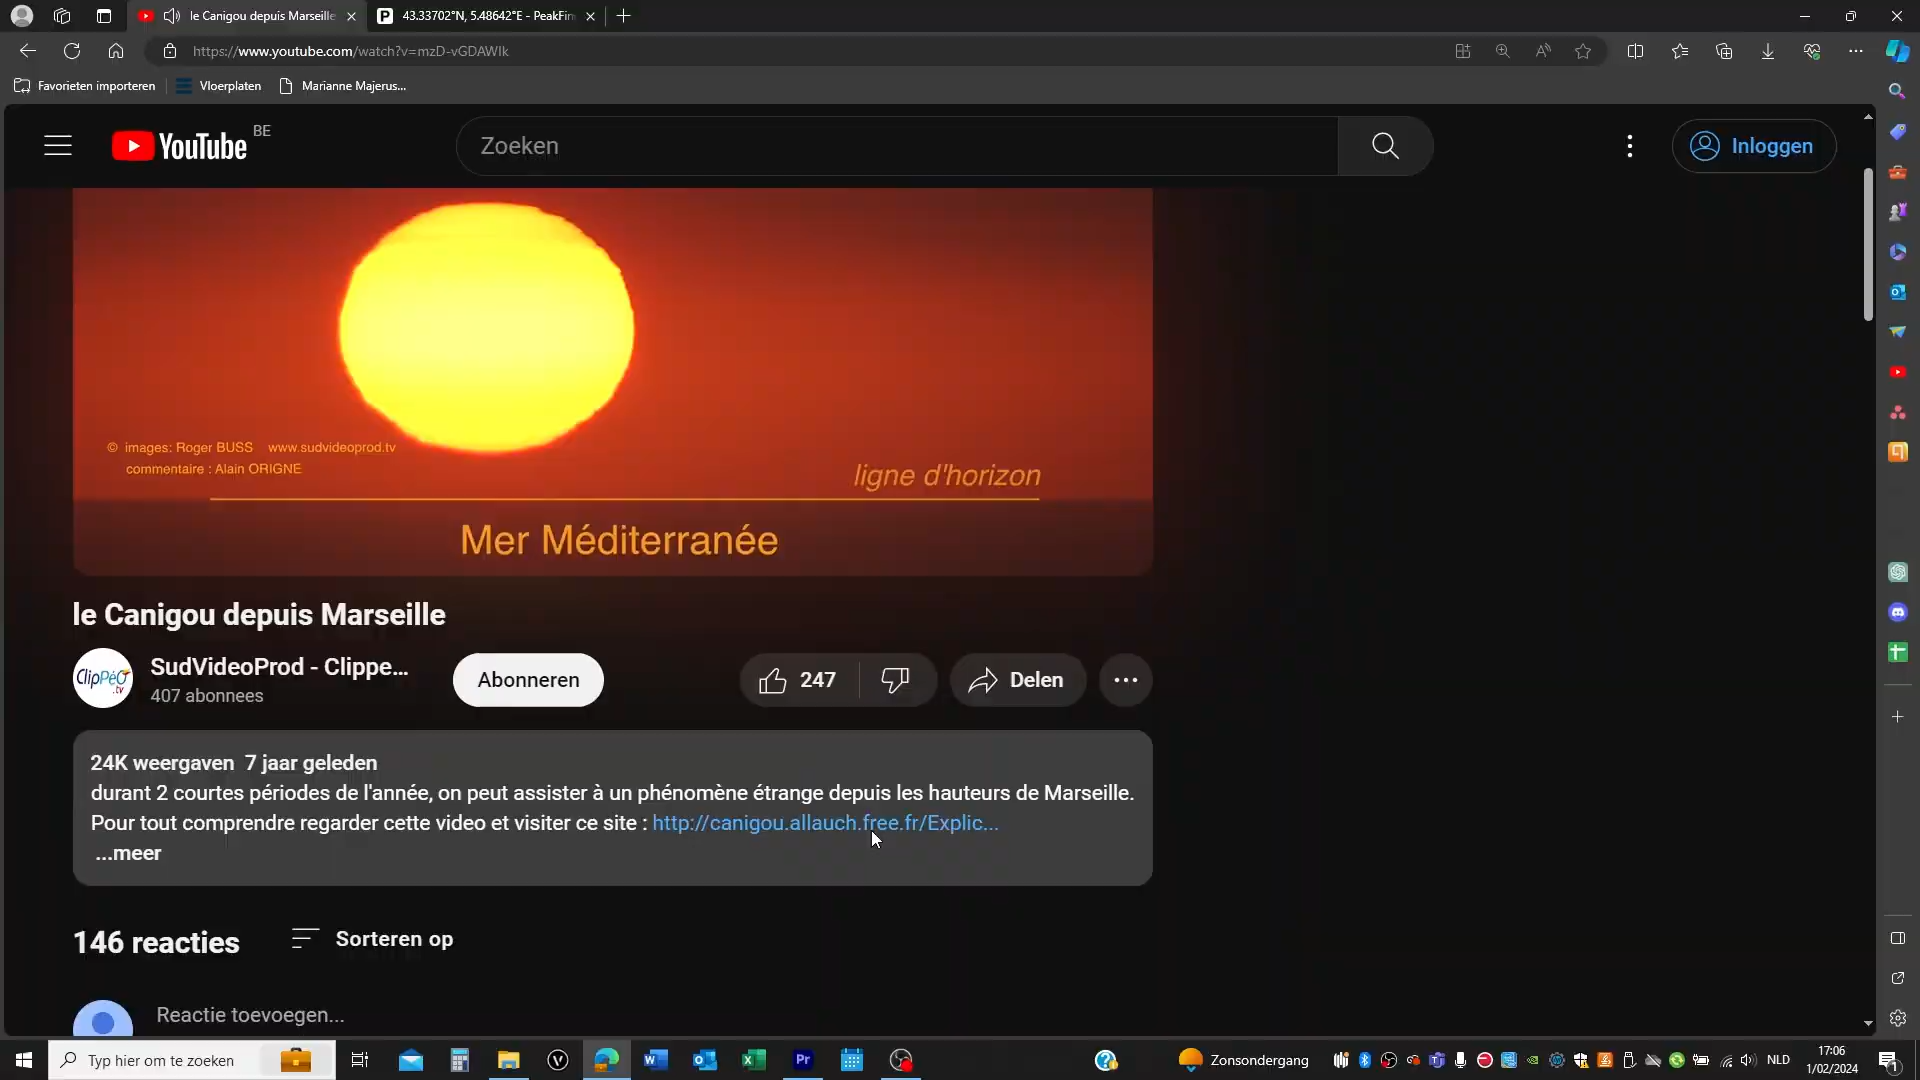 le Canigou depuis Marseille
43.33702°N, 5.48642°E - PeakFin
https://www.youtube.com/watch?v=mzD-vGDAWIk
Favorieten importeren
Vloerplaten
Marianne Majerus...
YouTube BE
Zoeken
Inloggen
© images: Roger BUSS www.sudvideoprod.tv
commentaire : Alain ORIGNE
ligne d'horizon
Mer Méditerranée
le Canigou depuis Marseille
ClipPéO.tv
SudVideoProd - Clippe...
407 abonnees
Abonneren
247
Delen
24K weergaven 7 jaar geleden
durant 2 courtes périodes de l'année, on peut assister à un phénomène étrange depuis les hauteurs de Marseille.
Pour tout comprendre regarder cette video et visiter ce site : http://canigou.allauch.free.fr/Explic...
...meer
146 reacties
Sorteren op
Reactie toevoegen...
Typ hier om te zoeken
Zonsondergang
NLD
17:06
1/02/2024